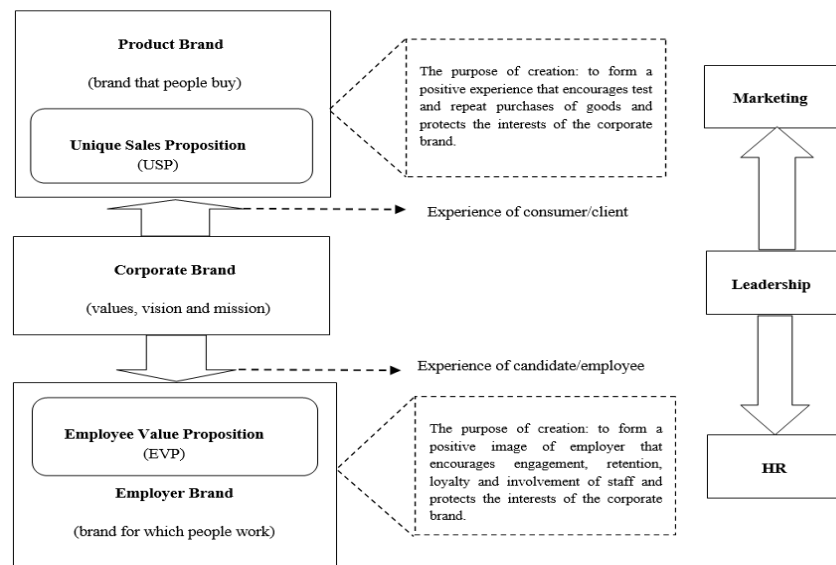 Product Brand
(brand that people buy)
Unique Sales Proposition
(USP)
The purpose of creation: to form a
positive experience that encourages test
and repeat purchases of goods and
protects the interests of the corporate
brand.
Marketing
Experience of consumer/client
Corporate Brand
(values, vision and mission)
Leadership
Experience of candidate/employee
Employee Value Proposition
(EVP)
Employer Brand
(brand for which people work)
The purpose of creation: to form a
positive image of employer that
encourages engagement, retention,
loyalty and involvement of staff and
protects the interests of the corporate
brand.
HR